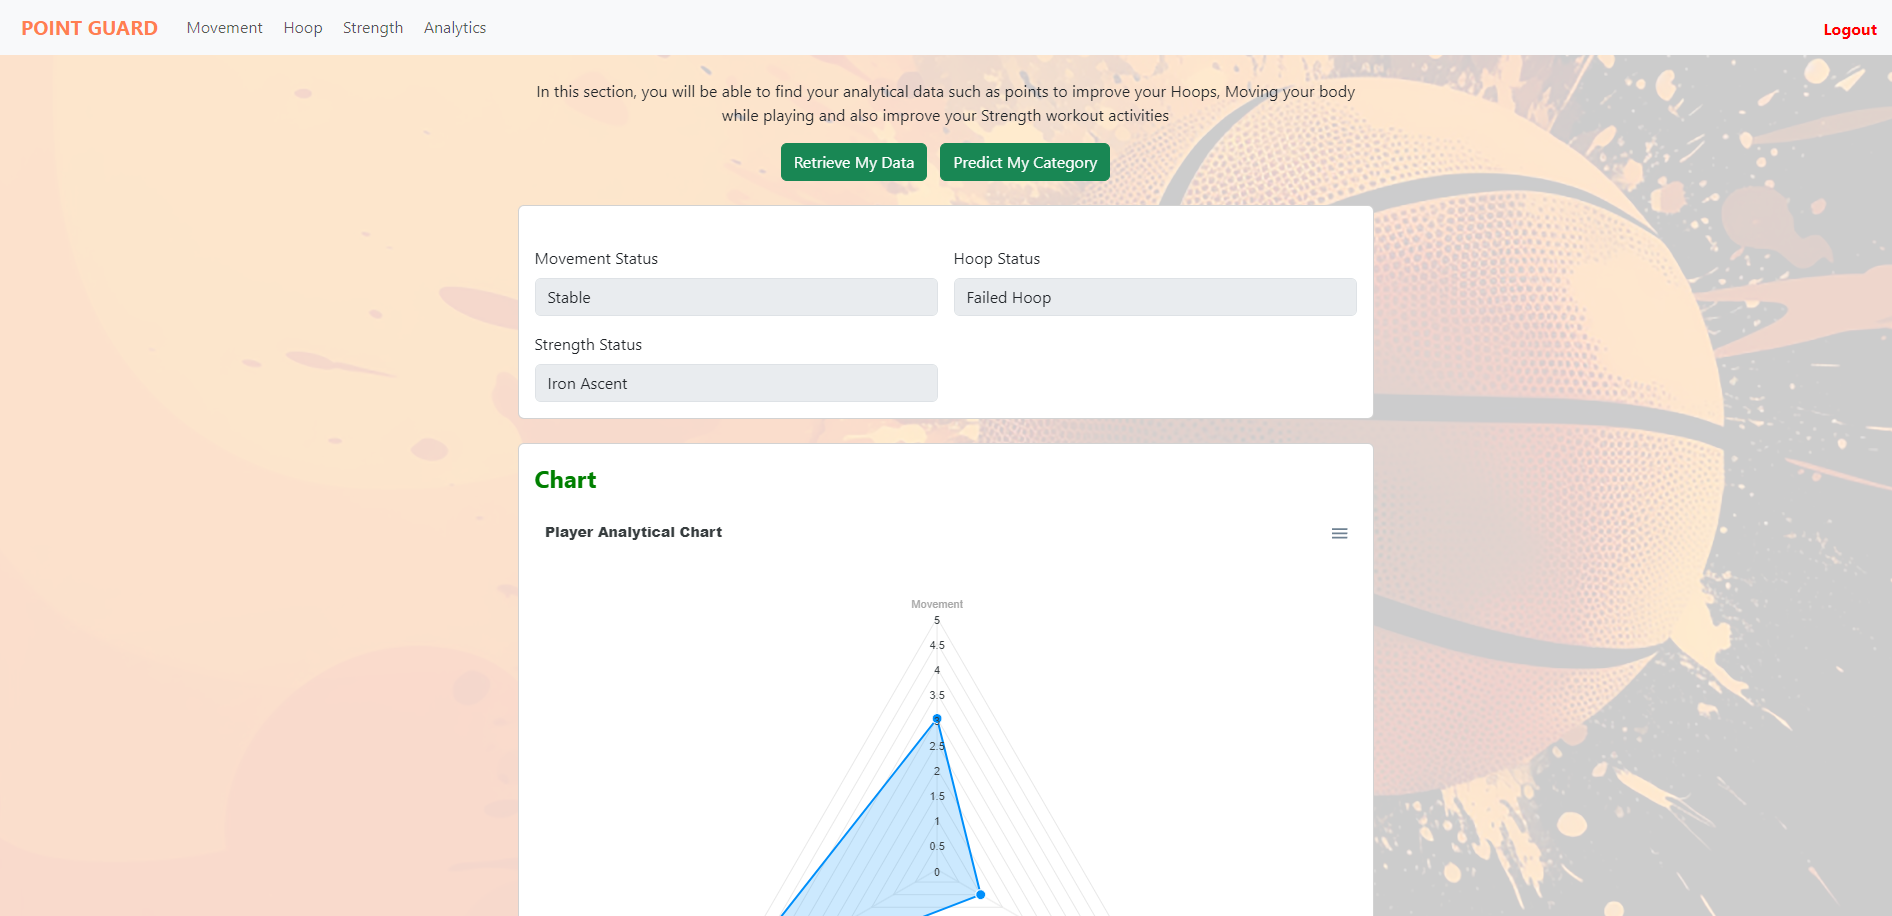 POINT GUARD Movement Hoop Strength Analytics Logout
In this section, you will be able to find your analytical data such as points to improve your Hoops, Moving your body
while playing and also improve your Strength workout activities
Retrieve My Data Predict My Category
Movement Status Hoop Status
Stable Failed Hoop
Strength Status
Iron Ascent
Chart
Player Analytical Chart
Movement
5
4.5
4
3.5
3
2.5
2
1.5
1
0.5
0